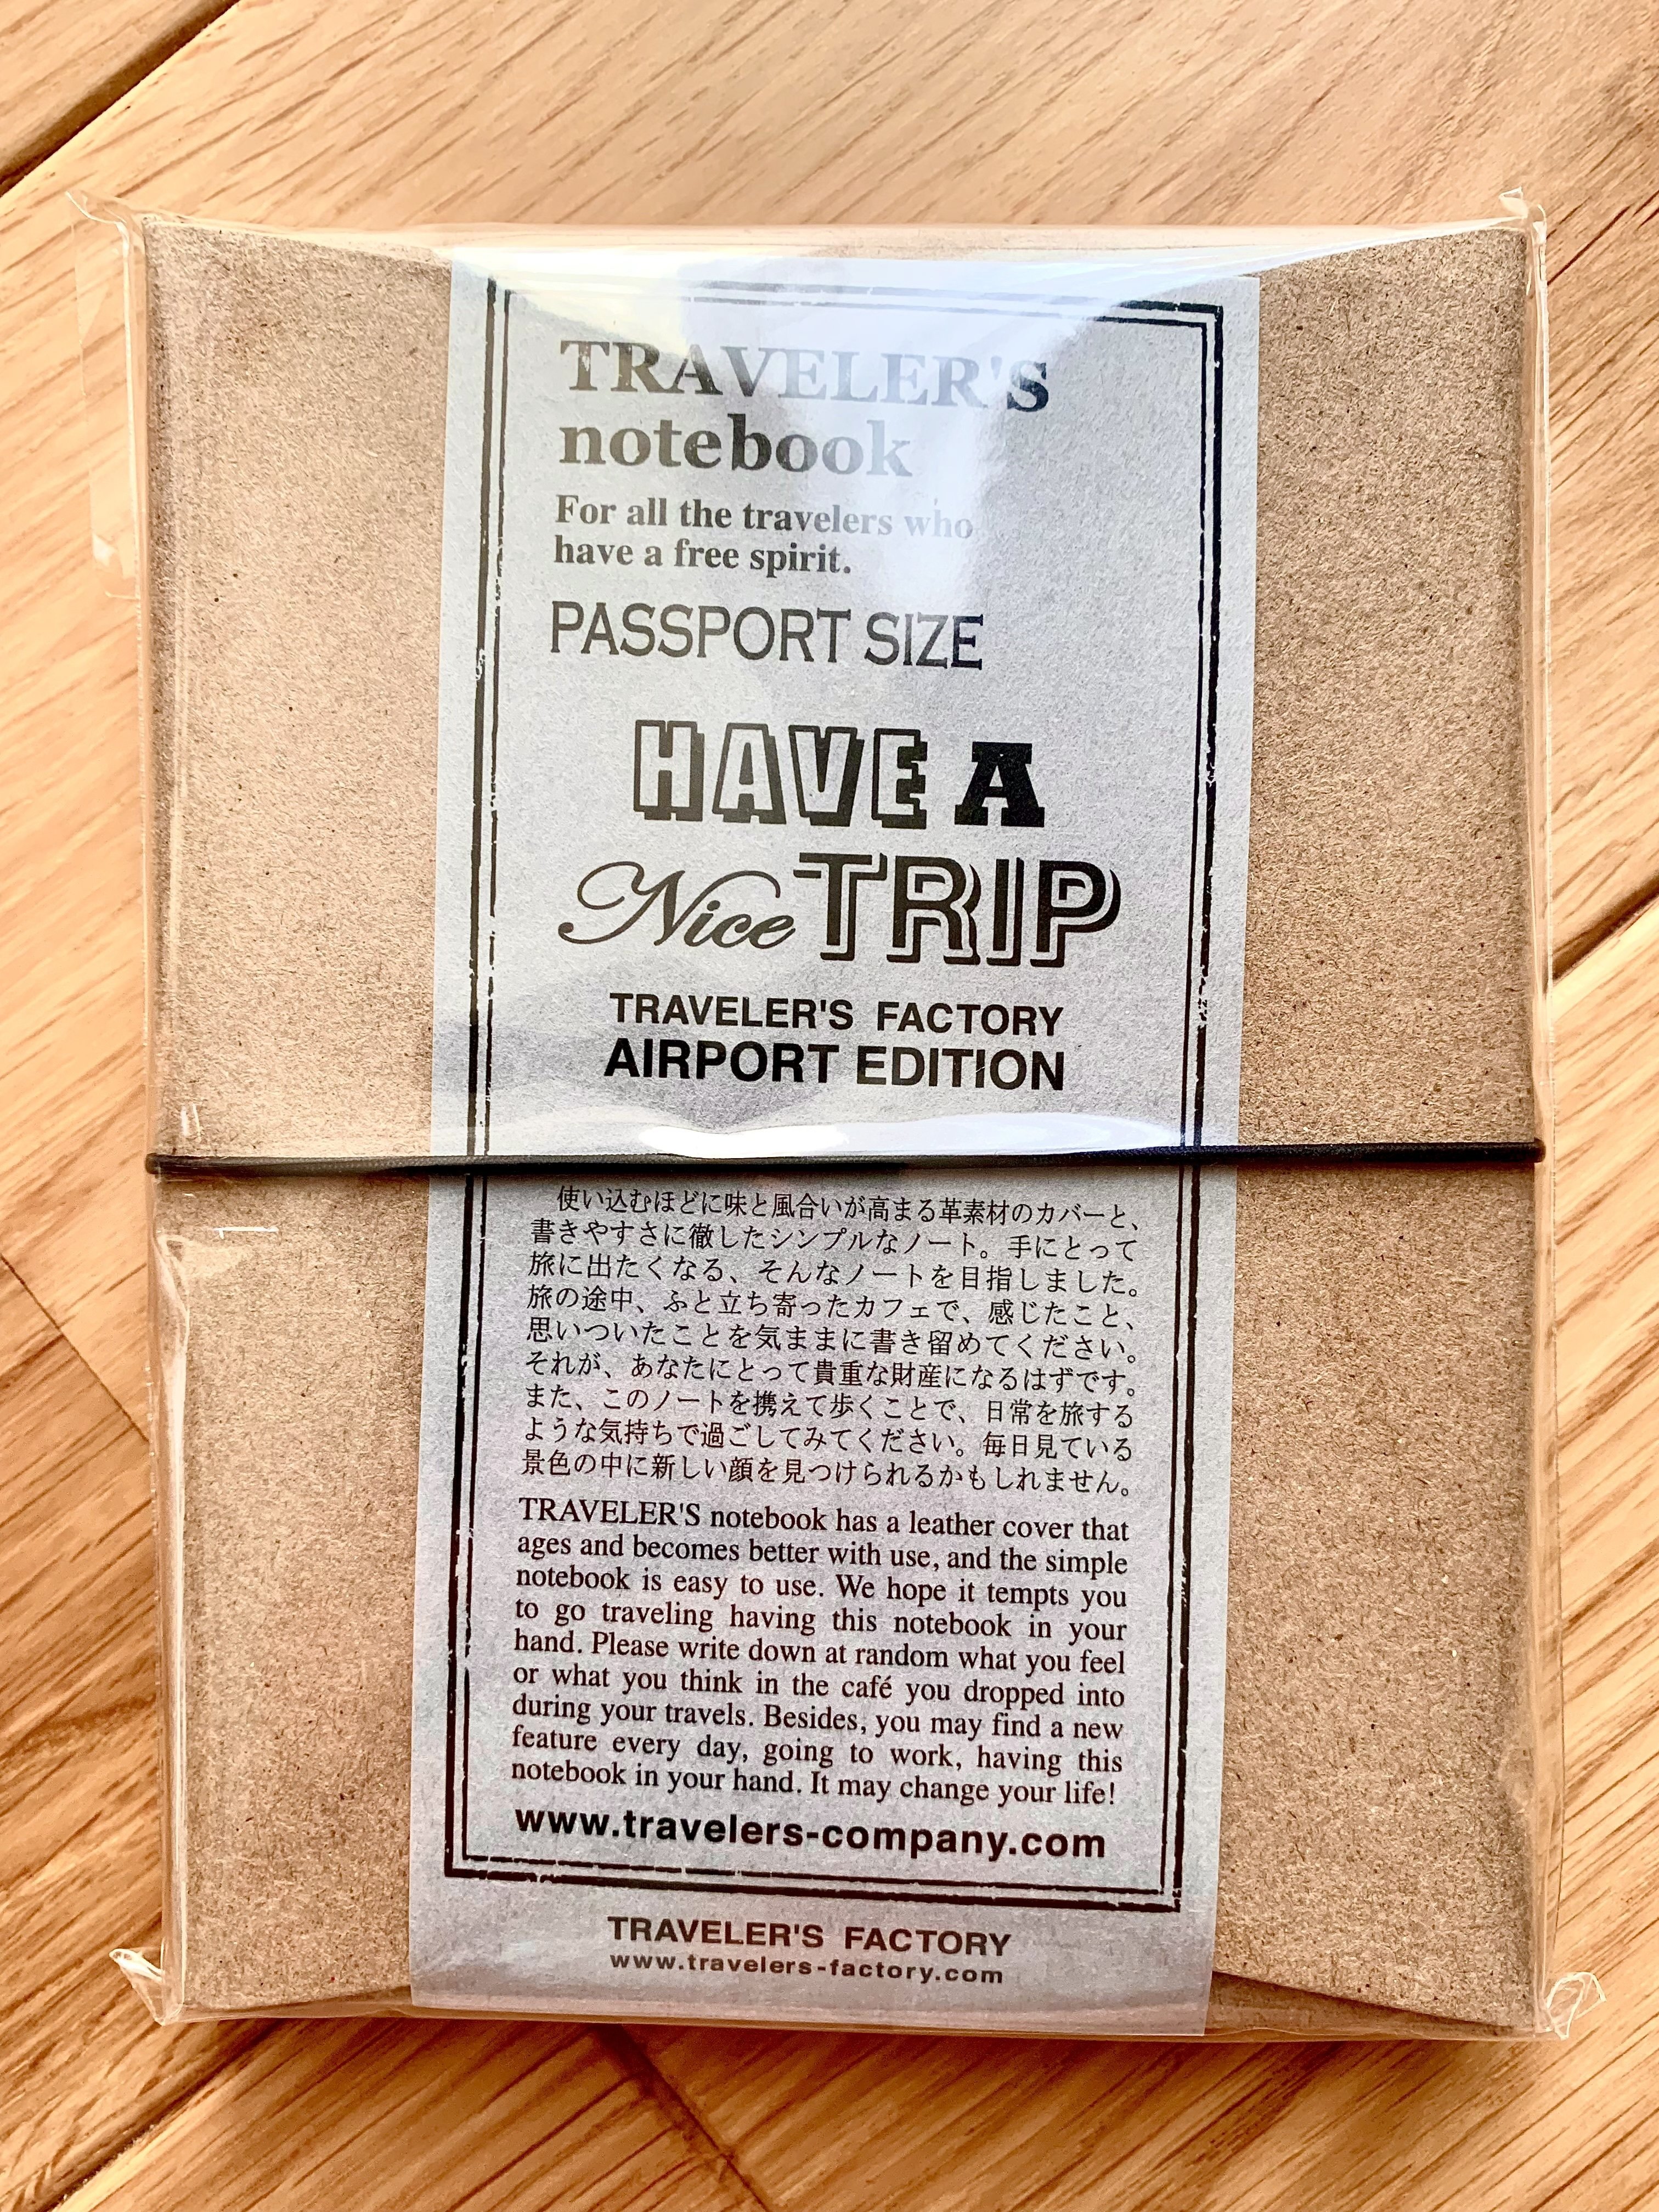 TRAVELER'S
notebook
For all the travelers who
have a free spirit.
PASSPORT SIZE
HAVE A
Nice TRIP
TRAVELER'S FACTORY
AIRPORT EDITION
使い込むほどに味と風合いが高まる革素材のカバーと、
書きやすさに徹したシンプルなノート。手にとって
旅に出たくなる、そんなノートを目指しました。
旅の途中、ふと立ち寄ったカフェで、感じたこと、
思いついたことを気ままに書き留めてください。
それが、あなたにとって貴重な財産になるはずです。
また、このノートを携えて歩くことで、日常を旅する
ような気持ちで過ごしてみてください。毎日見ている
景色の中に新しい顔を見つけられるかもしれません。
TRAVELER'S notebook has a leather cover that
ages and becomes better with use, and the simple
notebook is easy to use. We hope it tempts you
to go traveling having this notebook in your
hand. Please write down at random what you feel
or what you think in the café you dropped into
during your travels. Besides, you may find a new
feature every day, going to work, having this
notebook in your hand. It may change your life!
www.travelers-company.com
TRAVELER'S FACTORY
www.travelers-factory.com